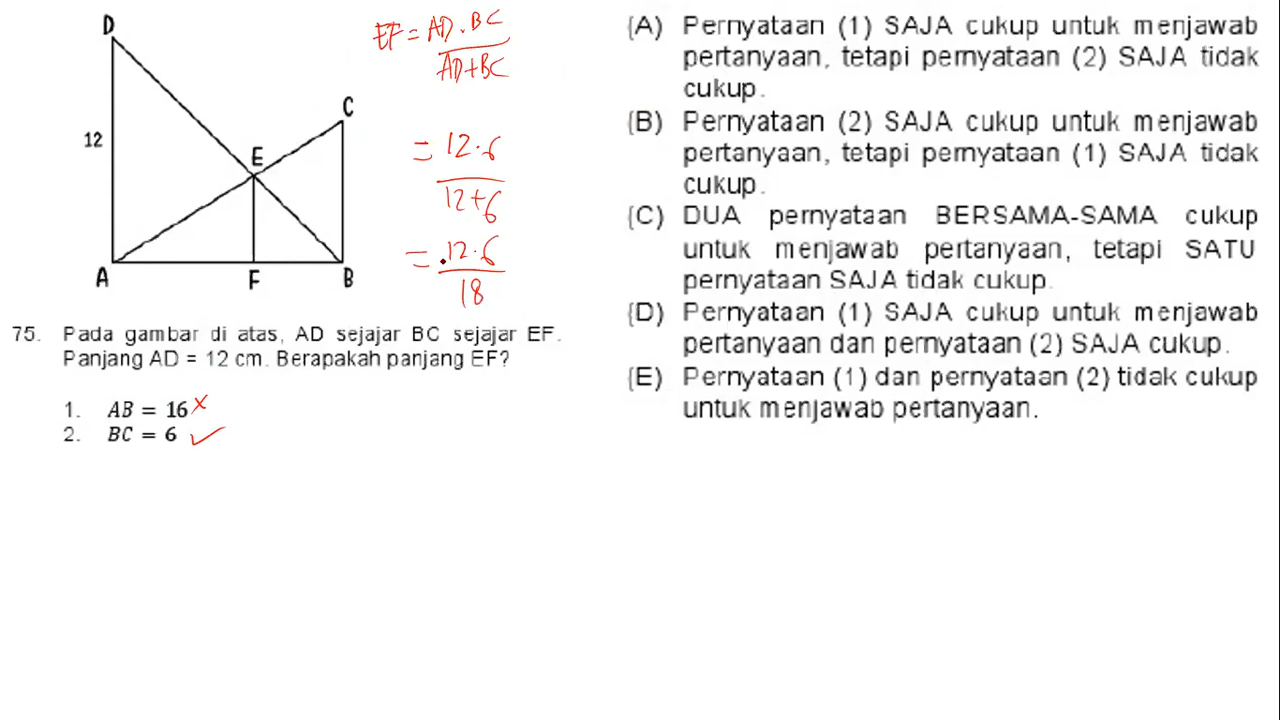 D
12
C
E
A
F
B
EF = AD . BC
AD+BC
= 12.6
12+6
= 12.6
18
75. Pada gambar di atas, AD sejajar BC sejajar EF.
Panjang AD = 12 cm. Berapakah panjang EF?
1. AB = 16 x
2. BC = 6 ✓
(A) Pernyataan (1) SAJA cukup untuk menjawab
pertanyaan, tetapi pernyataan (2) SAJA tidak
cukup.
(B) Pernyataan (2) SAJA cukup untuk menjawab
pertanyaan, tetapi pernyataan (1) SAJA tidak
cukup.
(C) DUA pernyataan BERSAMA-SAMA cukup
untuk menjawab pertanyaan, tetapi SATU
pernyataan SAJA tidak cukup.
(D) Pernyataan (1) SAJA cukup untuk menjawab
pertanyaan dan pernyataan (2) SAJA cukup.
(E) Pernyataan (1) dan pernyataan (2) tidak cukup
untuk menjawab pertanyaan.